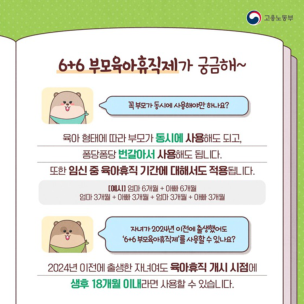 고용노동부
6+6 부모육아휴직제가 궁금해~
꼭 부모가 동시에 사용해야만 하나요?
육아 형태에 따라 부모가 동시에 사용해도 되고,
퐁당퐁당 번갈아서 사용해도 됩니다.
또한 임신 중 육아휴직 기간에 대해서도 적용됩니다.
[예시] 엄마 6개월 + 아빠 6개월
엄마 3개월 + 아빠 3개월 + 엄마 3개월 + 아빠 3개월
자녀가 2024년 이전에 출생했어도
'6+6 부모육아휴직제'를 사용할 수 있나요?
2024년 이전에 출생한 자녀여도 육아휴직 개시 시점에
생후 18개월 이내라면 사용할 수 있습니다.